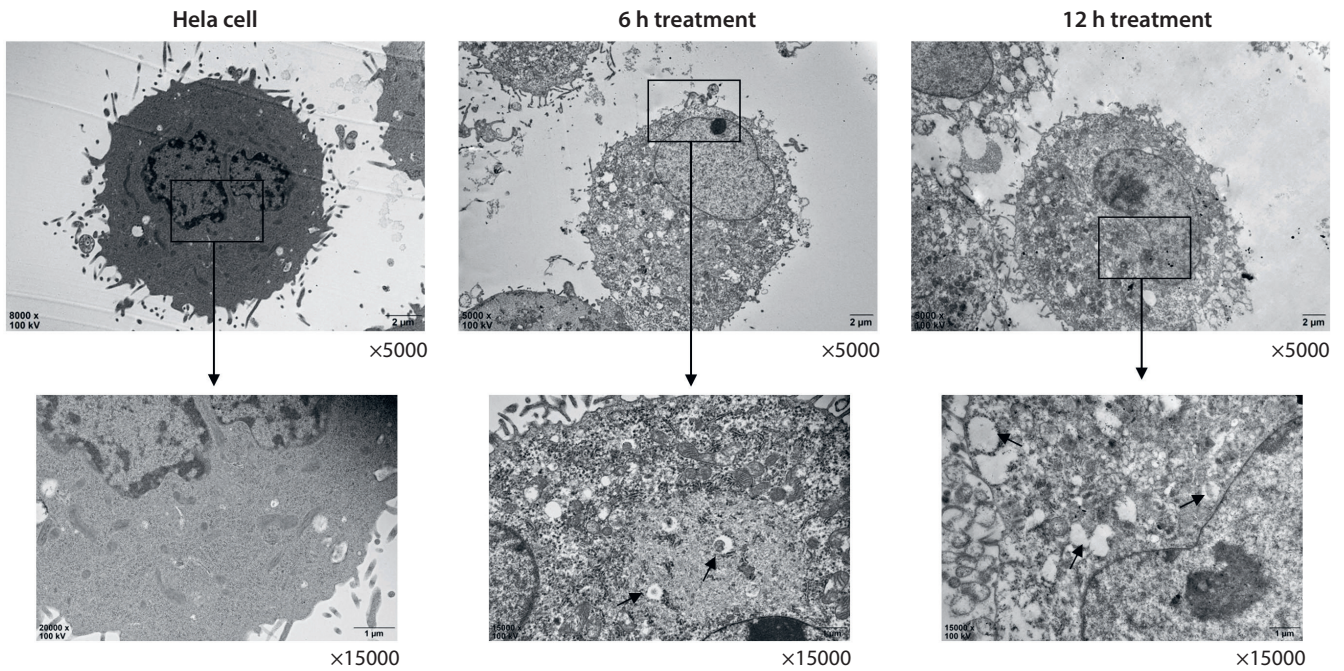 Hela cell
6 h treatment
12 h treatment
8000 x
100 kV
2 µm
5000 x
100 kV
2 µm
100 kV
2 µm
×5000
×5000
×5000
20000 x
100 kV
1 µm
15000 x
100 kV
1 µm
15000 x
100 kV
1 µm
×15000
×15000
×15000